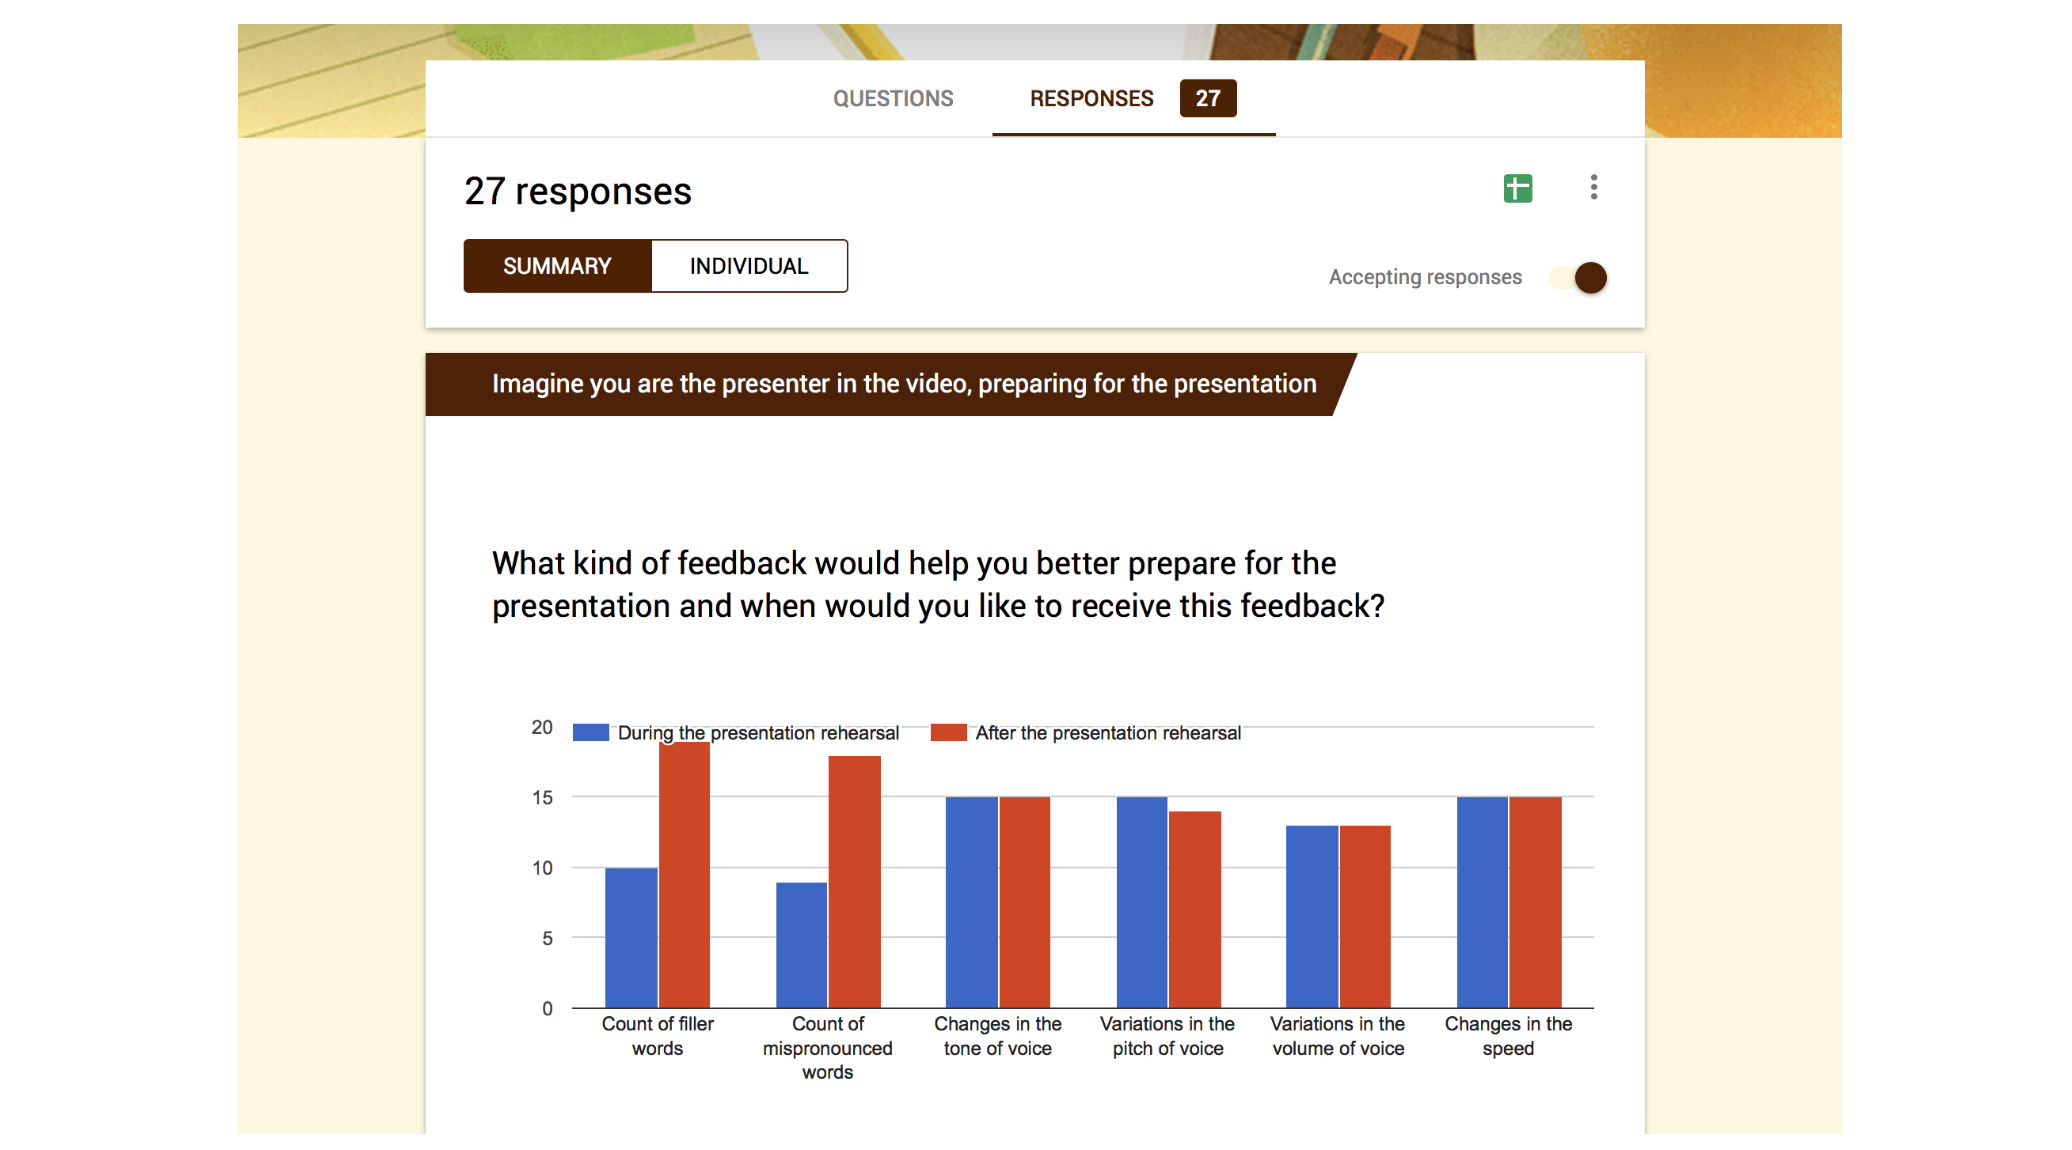 QUESTIONS RESPONSES 27
27 responses
SUMMARY INDIVIDUAL
Accepting responses
Imagine you are the presenter in the video, preparing for the presentation
What kind of feedback would help you better prepare for the
presentation and when would you like to receive this feedback?
During the presentation rehearsal After the presentation rehearsal
20
15
10
5
0
Count of filler
words
Count of
mispronounced
words
Changes in the
tone of voice
Variations in the
pitch of voice
Variations in the
volume of voice
Changes in the
speed